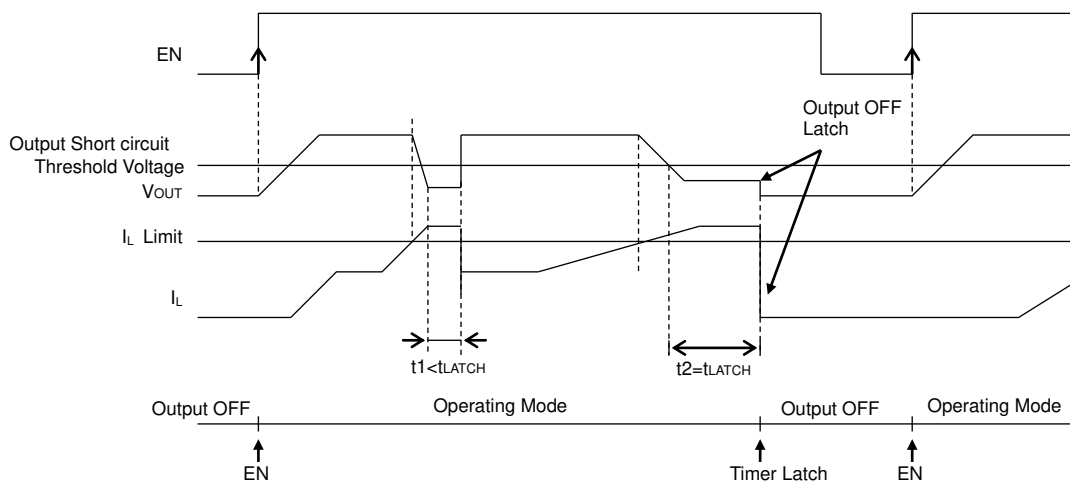 EN
Output OFF
Latch
Output Short circuit
Threshold Voltage
VOUT
IL Limit
IL
t1<tLATCH
t2=tLATCH
Output OFF
Operating Mode
Output OFF
Operating Mode
EN
Timer Latch
EN